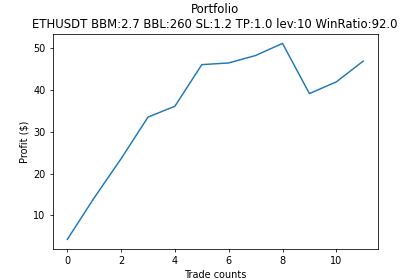 Portfolio
ETHUSDT BBM:2.7 BBL:260 SL:1.2 TP:1.0 lev:10 WinRatio:92.0
50
40
30
20
10
Profit ($)
0 2 4 6 8 10
Trade counts